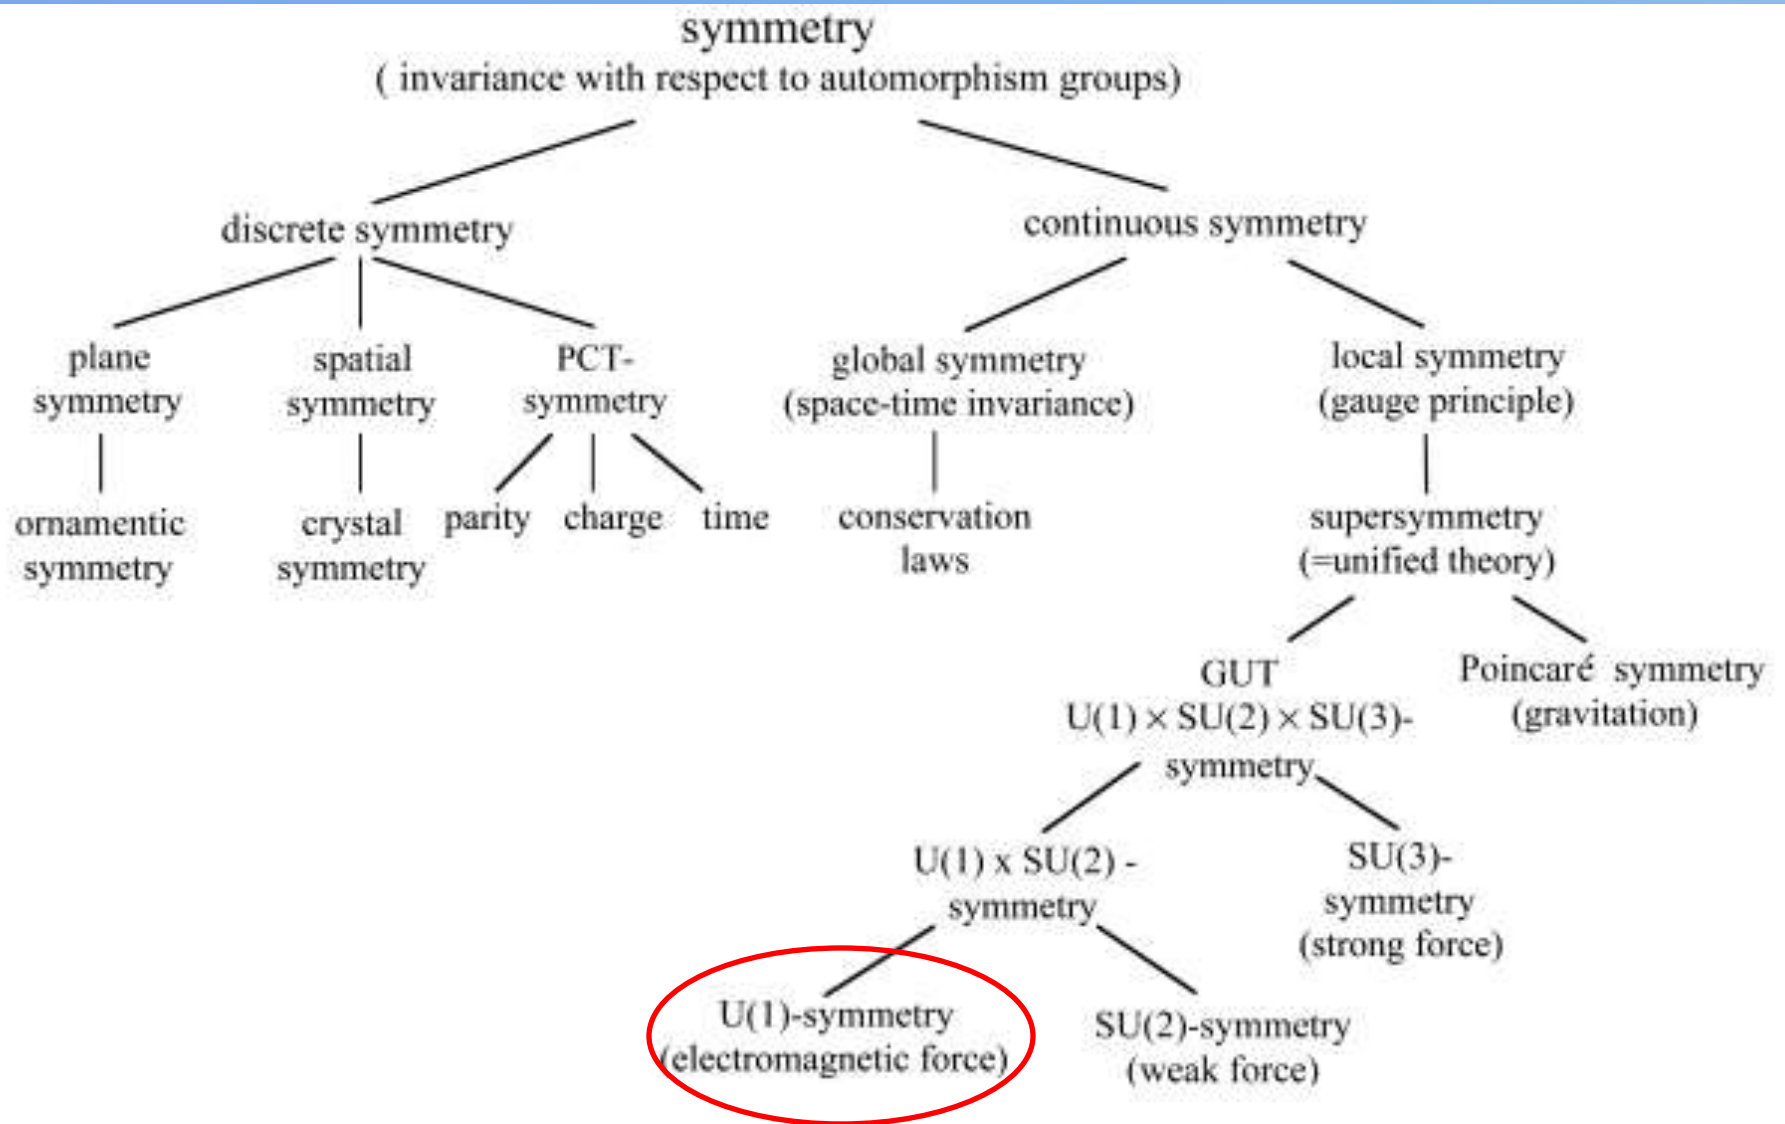 symmetry
( invariance with respect to automorphism groups)
discrete symmetry
continuous symmetry
plane
symmetry
spatial
symmetry
PCT-
symmetry
global symmetry
(space-time invariance)
local symmetry
(gauge principle)
ornamentic
symmetry
crystal
symmetry
parity
charge
time
conservation
laws
supersymmetry
(=unified theory)
GUT
U(1) × SU(2) × SU(3)-
symmetry
Poincaré symmetry
(gravitation)
U(1) x SU(2) -
symmetry
SU(3)-
symmetry
(strong force)
U(1)-symmetry
(electromagnetic force)
SU(2)-symmetry
(weak force)